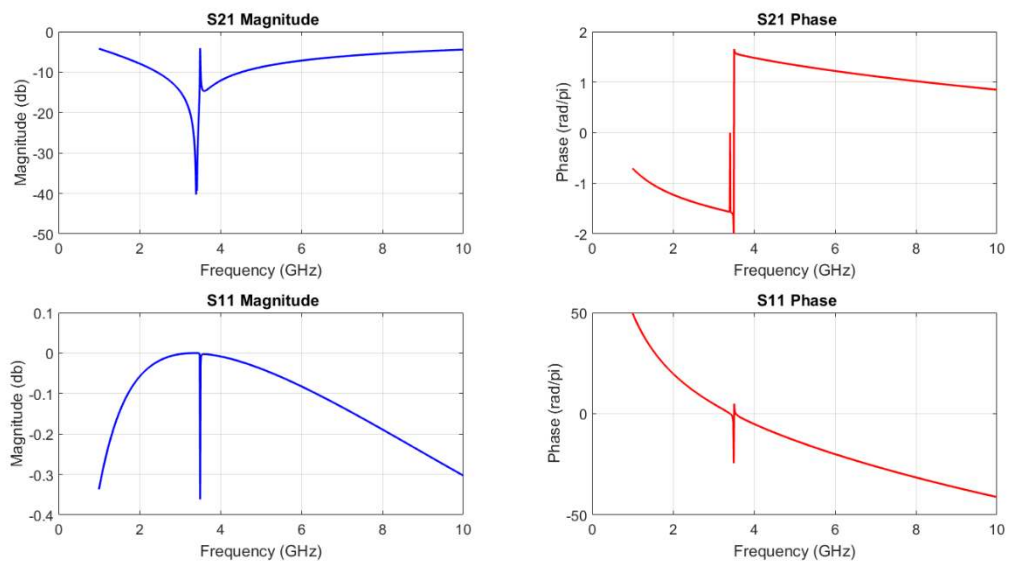 S21 Magnitude
0
-10
-20
-30
-40
-50
Magnitude (db)
0 2 4 6 8 10
Frequency (GHz)
S21 Phase
2
1
0
-1
-2
Phase (rad/pi)
0 2 4 6 8 10
Frequency (GHz)
S11 Magnitude
0.1
0
-0.1
-0.2
-0.3
-0.4
Magnitude (db)
0 2 4 6 8 10
Frequency (GHz)
S11 Phase
50
0
-50
Phase (rad/pi)
0 2 4 6 8 10
Frequency (GHz)